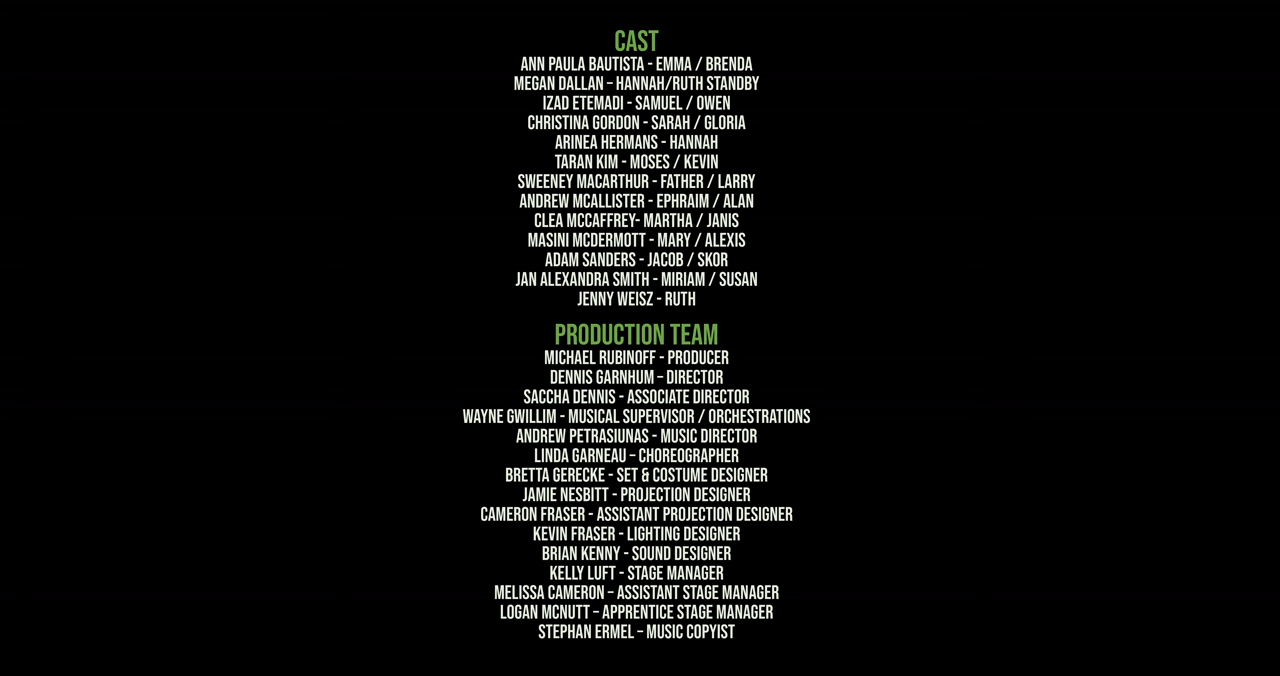 CAST
ANN PAULA BAUTISTA - EMMA / BRENDA
MEGAN DALLAN – HANNAH/RUTH STANDBY
IZAD ETEMADI - SAMUEL / OWEN
CHRISTINA GORDON - SARAH / GLORIA
ARINEA HERMANS - HANNAH
TARAN KIM - MOSES / KEVIN
SWEENEY MACARTHUR - FATHER / LARRY
ANDREW MCALLISTER - EPHRAIM / ALAN
CLEA MCCAFFREY- MARTHA / JANIS
MASINI MCDERMOTT - MARY / ALEXIS
ADAM SANDERS - JACOB / SKOR
JAN ALEXANDRA SMITH - MIRIAM / SUSAN
JENNY WEISZ - RUTH
PRODUCTION TEAM
MICHAEL RUBINOFF - PRODUCER
DENNIS GARNHUM – DIRECTOR
SACCHA DENNIS - ASSOCIATE DIRECTOR
WAYNE GWILLIM - MUSICAL SUPERVISOR / ORCHESTRATIONS
ANDREW PETRASIUNAS - MUSIC DIRECTOR
LINDA GARNEAU – CHOREOGRAPHER
BRETTA GERECKE - SET & COSTUME DESIGNER
JAMIE NESBITT - PROJECTION DESIGNER
CAMERON FRASER - ASSISTANT PROJECTION DESIGNER
KEVIN FRASER - LIGHTING DESIGNER
BRIAN KENNY - SOUND DESIGNER
KELLY LUFT - STAGE MANAGER
MELISSA CAMERON – ASSISTANT STAGE MANAGER
LOGAN MCNUTT – APPRENTICE STAGE MANAGER
STEPHAN ERMEL – MUSIC COPYIST